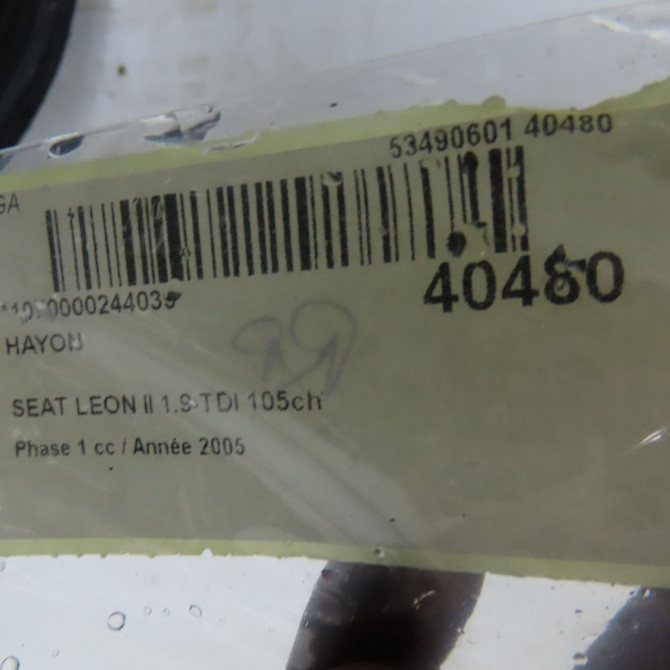 53490601 40480
40480
HAYON
SEAT LEON II 1.9 TDI 105ch
Phase 1 cc / Année 2005